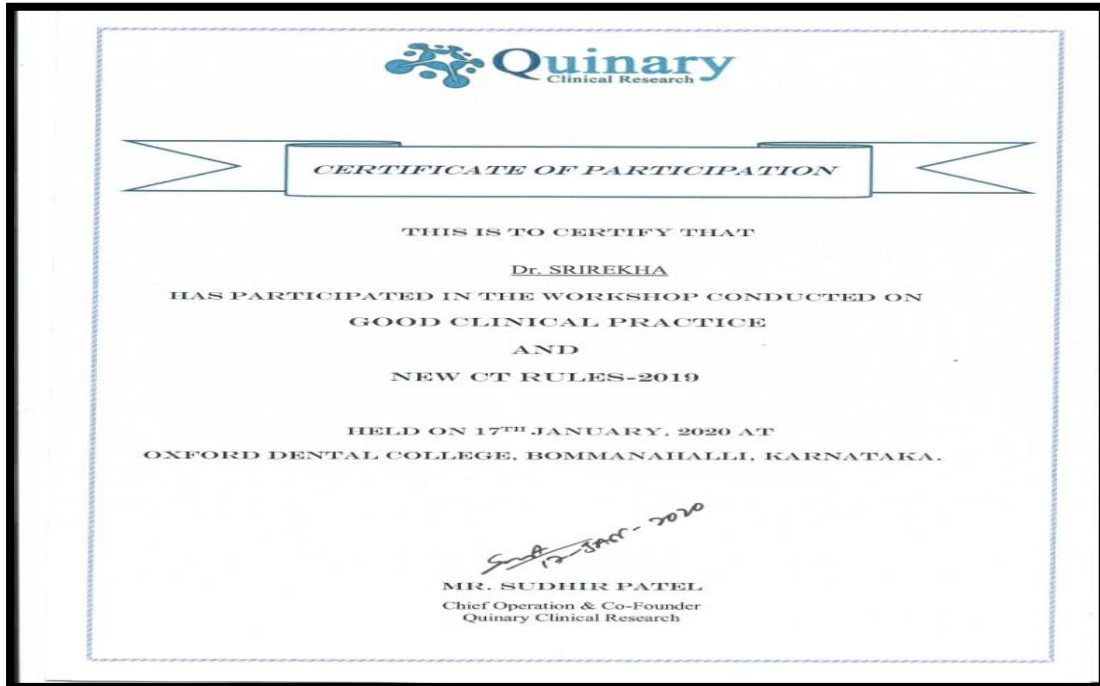 Quinary
Clinical Research
CERTIFICATE OF PARTICIPATION
THIS IS TO CERTIFY THAT
Dr. SRIREKHA
HAS PARTICIPATED IN THE WORKSHOP CONDUCTED ON
GOOD CLINICAL PRACTICE
AND
NEW CT RULES-2019
HELD ON 17TH JANUARY, 2020 AT
OXFORD DENTAL COLLEGE, BOMMANAHALLI, KARNATAKA.
17-JAN-2020
MR. SUDHIR PATEL
Chief Operation & Co-Founder
Quinary Clinical Research